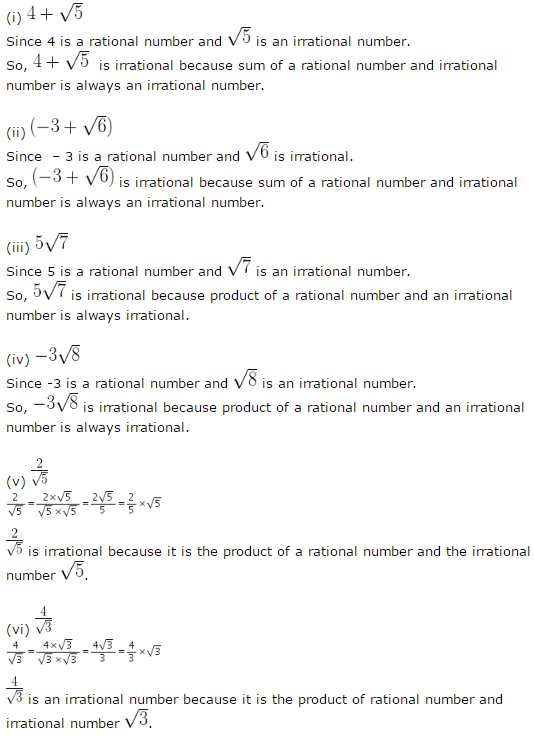 (i) 4 + √5
Since 4 is a rational number and √5 is an irrational number.
So, 4 + √5 is irrational because sum of a rational number and irrational
number is always an irrational number.
(ii) (−3 + √6)
Since - 3 is a rational number and √6 is irrational.
So, (−3 + √6) is irrational because sum of a rational number and irrational
number is always an irrational number.
(iii) 5√7
Since 5 is a rational number and √7 is an irrational number.
So, 5√7 is irrational because product of a rational number and an irrational
number is always irrational.
(iv) −3√8
Since -3 is a rational number and √8 is an irrational number.
So, −3√8 is irrational because product of a rational number and an irrational
number is always irrational.
(v) 2/√5
2/√5 = 2×√5/√5×√5 = 2√5/5 = 2/5 ×√5
2/√5 is irrational because it is the product of a rational number and the irrational
number √5.
(vi) 4/√3
4/√3 = 4×√3/√3×√3 = 4√3/3 = 4/3 ×√3
4/√3 is an irrational number because it is the product of rational number and
irrational number √3.